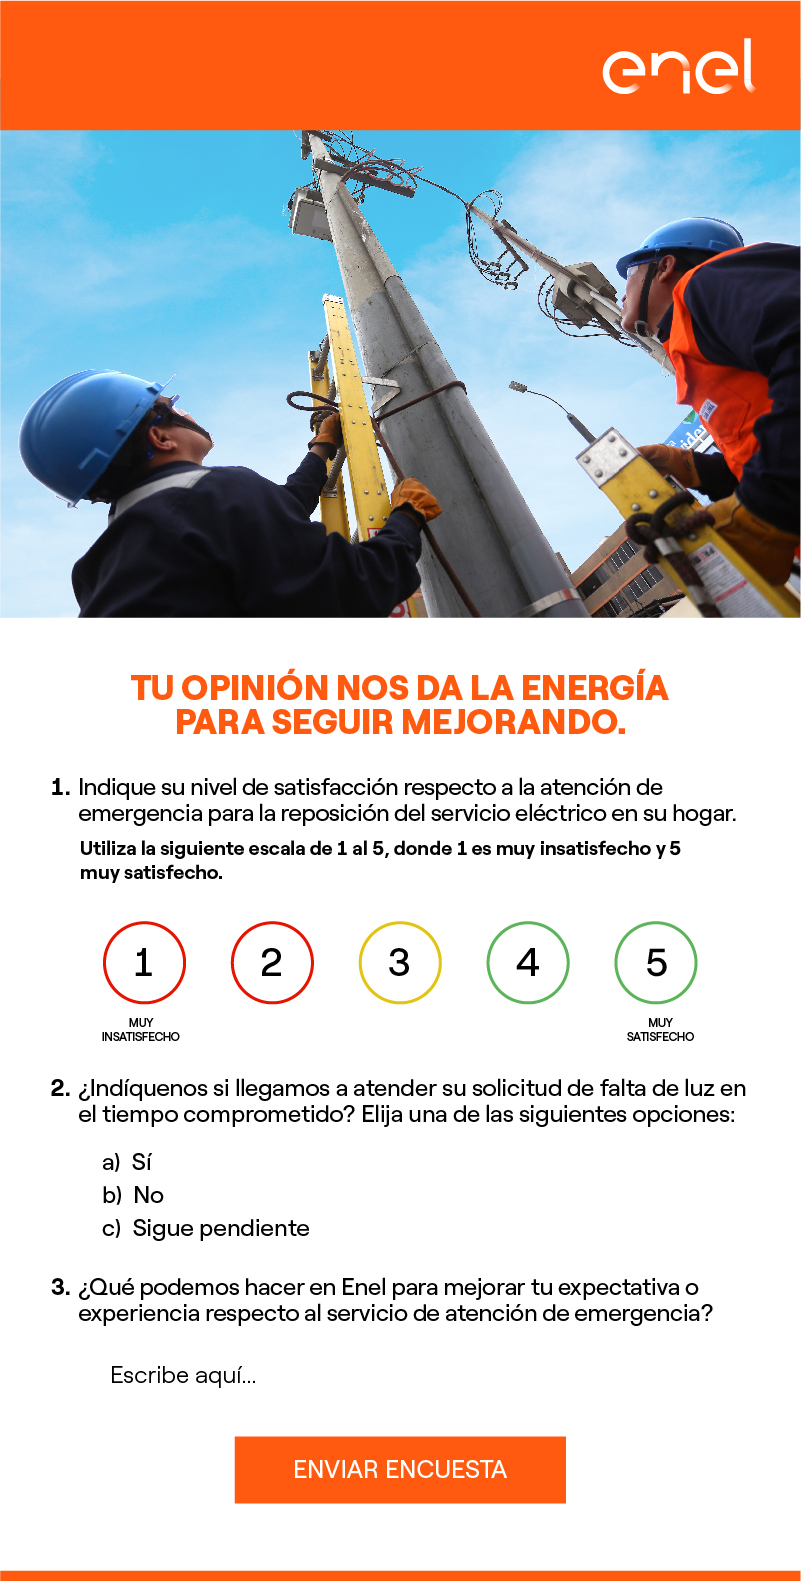 enel
TU OPINIÓN NOS DA LA ENERGÍA
PARA SEGUIR MEJORANDO.
1. Indique su nivel de satisfacción respecto a la atención de
emergencia para la reposición del servicio eléctrico en su hogar.
Utiliza la siguiente escala de 1 al 5, donde 1 es muy insatisfecho y 5
muy satisfecho.
1 2 3 4 5
MUY MUY
INSATISFECHO SATISFECHO
2. ¿Indíquenos si llegamos a atender su solicitud de falta de luz en
el tiempo comprometido? Elija una de las siguientes opciones:
a) Sí
b) No
c) Sigue pendiente
3. ¿Qué podemos hacer en Enel para mejorar tu expectativa o
experiencia respecto al servicio de atención de emergencia?
Escribe aquí...
ENVIAR ENCUESTA